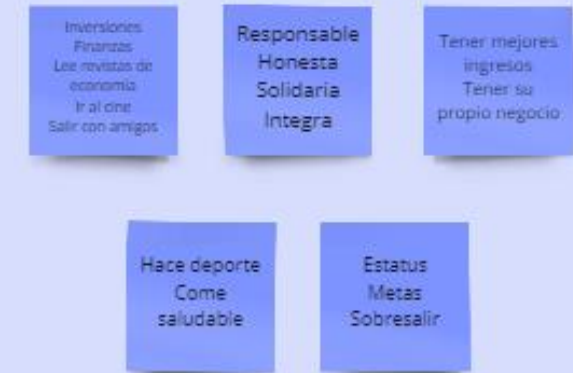 Inversiones
Finanzas
Lee revistas de
economía
Ir al cine
Salir con amigos
Responsable
Honesta
Solidaria
Integra
Tener mejores
ingresos
Tener su
propio negocio
Hace deporte
Come
saludable
Estatus
Metas
Sobresalir